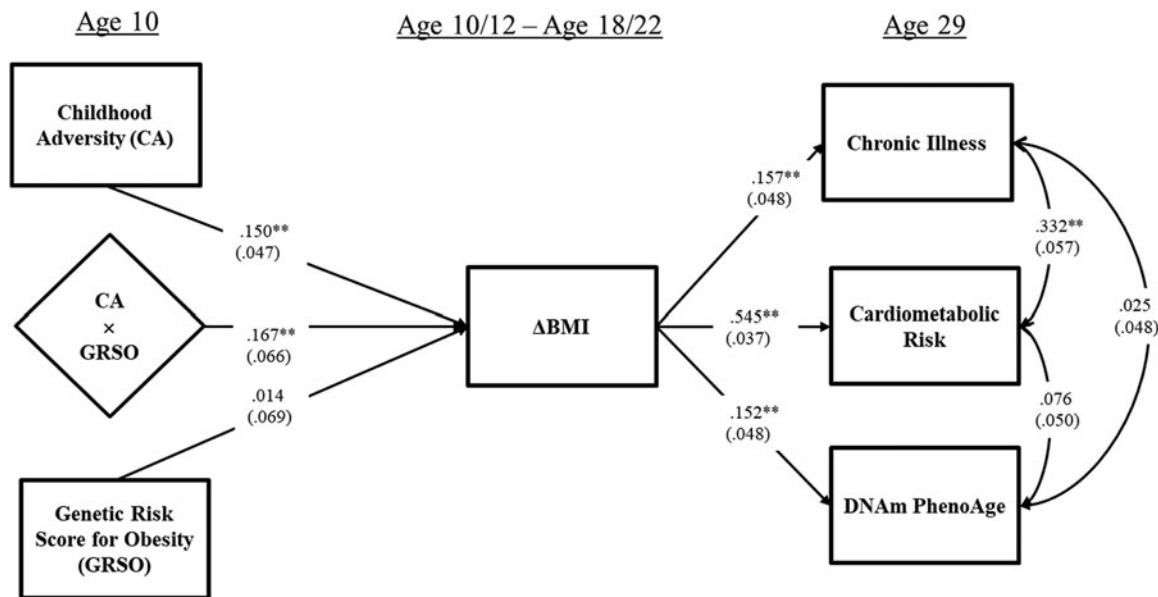 Age 10
Age 10/12 – Age 18/22
Age 29
Childhood
Adversity (CA)
.150**
(.047)
CA
×
GRSO
.167**
(.066)
.014
(.069)
Genetic Risk
Score for Obesity
(GRSO)
ΔBMI
.157**
(.048)
.545**
(.037)
.152**
(.048)
Chronic Illness
Cardiometabolic
Risk
DNAm PhenoAge
.332**
(.057)
.076
(.050)
.025
(.048)